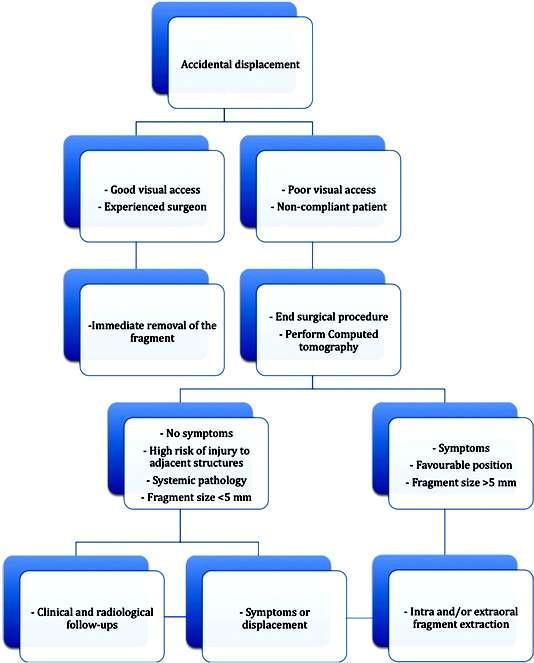 Accidental displacement
- Good visual access
- Experienced surgeon
- Poor visual access
- Non-compliant patient
-Immediate removal of the
fragment
- End surgical procedure
- Perform Computed
tomography
- No symptoms
- High risk of injury to
adjacent structures
- Systemic pathology
- Fragment size <5 mm
- Symptoms
- Favourable position
- Fragment size >5 mm
- Clinical and radiological
follow-ups
- Symptoms or
displacement
- Intra and/or extraoral
fragment extraction